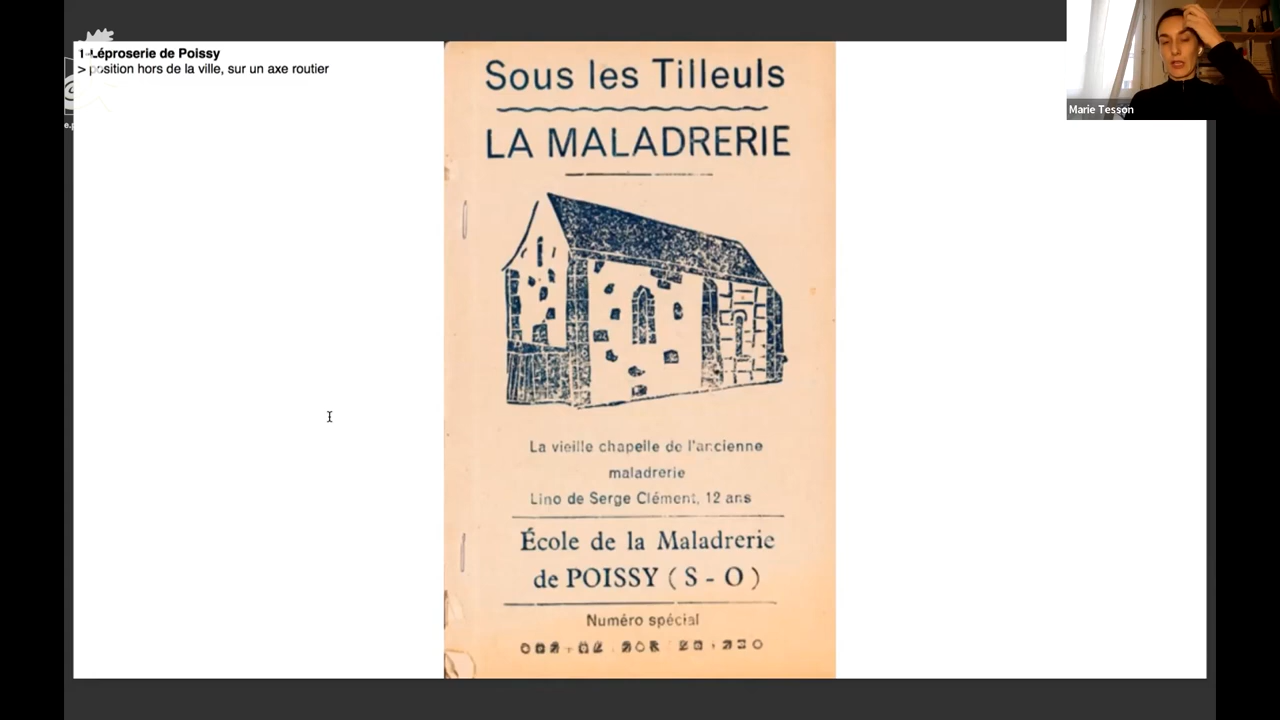 1-Léproserie de Poissy
> position hors de la ville, sur un axe routier
Sous les Tilleuls
LA MALADRERIE
La vieille chapelle de l'ancienne
maladrerie
Lino de Serge Clément, 12 ans
École de la Maladrerie
de POISSY ( S - O )
Numéro spécial
Marie Tesson